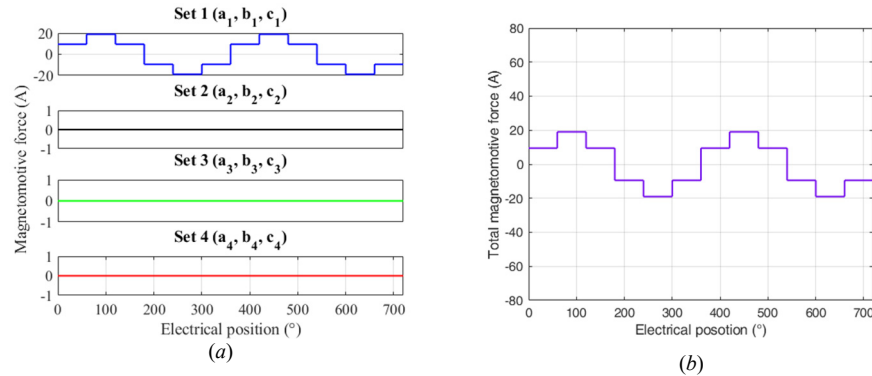 Set 1 (a1, b1, c1)
20
0
-20
Set 2 (a2, b2, c2)
1
0
-1
Set 3 (a3, b3, c3)
1
0
-1
Set 4 (a4, b4, c4)
1
0
-1
0 100 200 300 400 500 600 700
Electrical position (°)
Magnetomotive force (A)
(a)
80
60
40
20
0
-20
-40
-60
-80
0 100 200 300 400 500 600 700
Electrical posotion (°)
Total magnetomotive force (A)
(b)